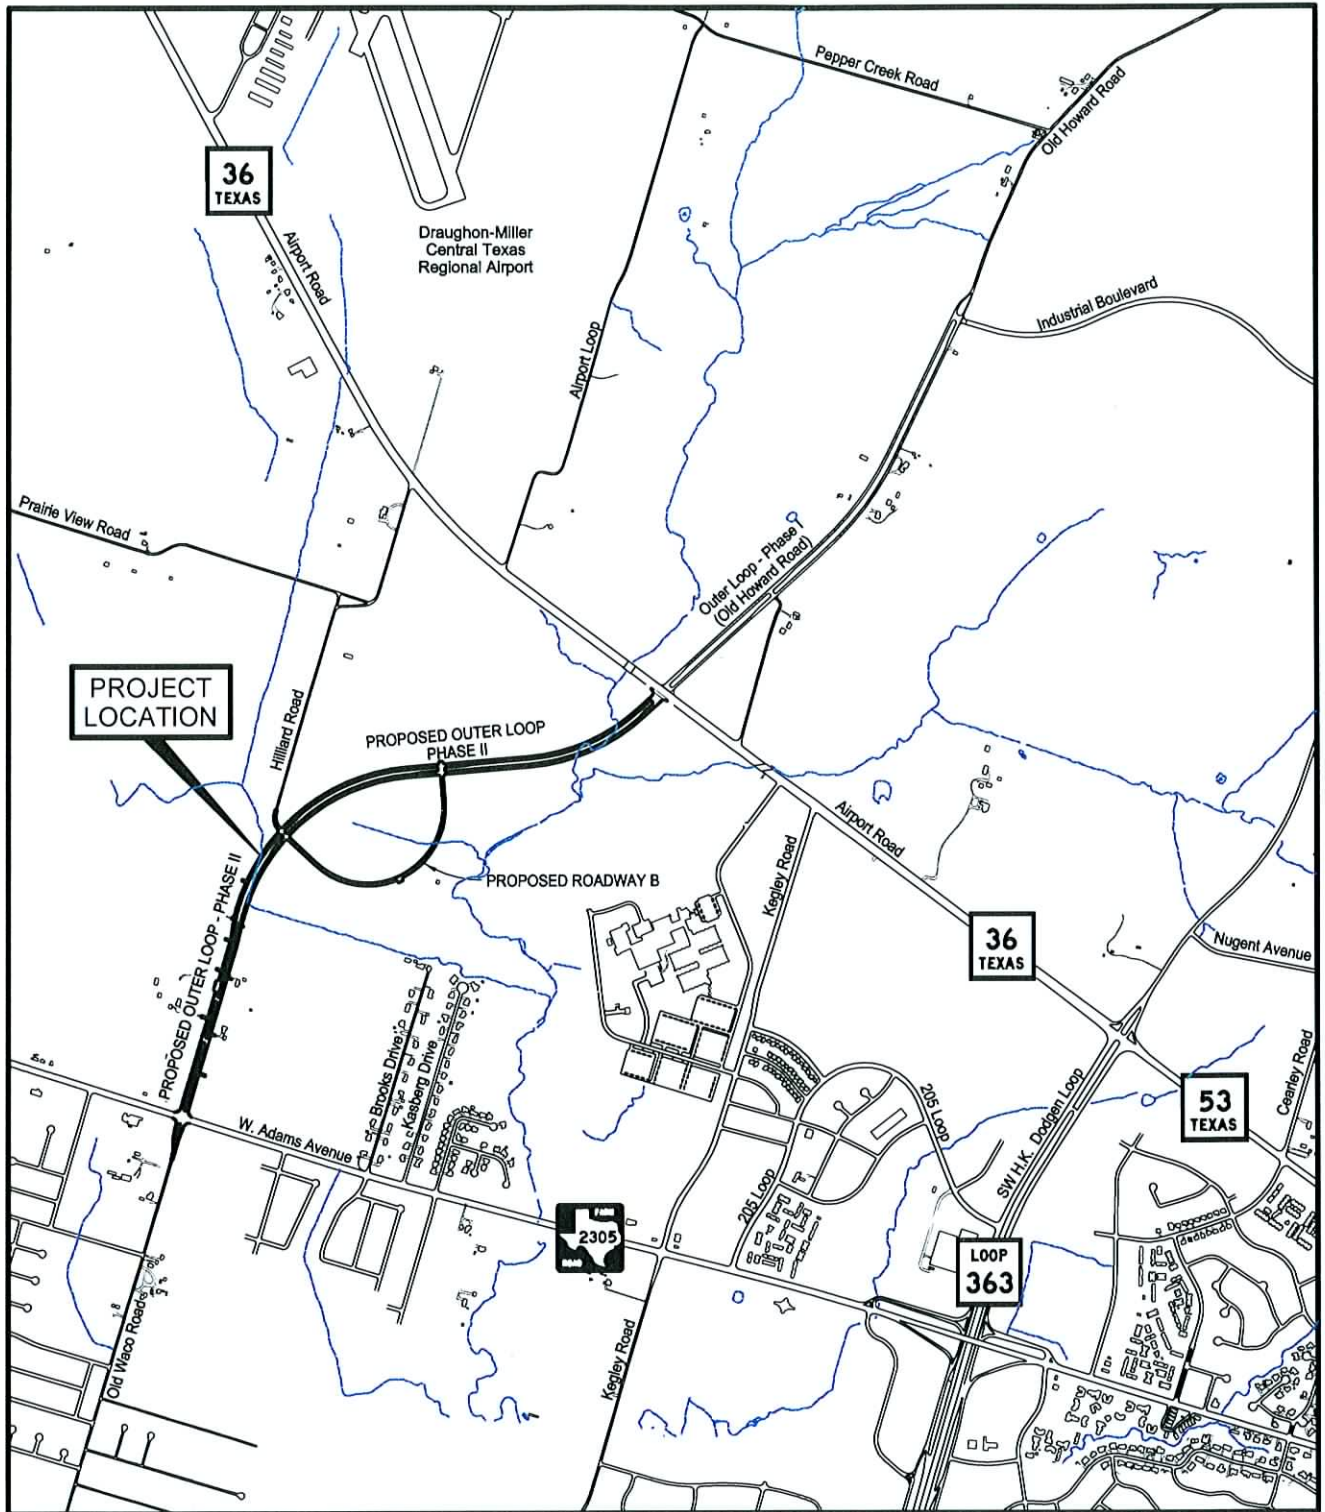 Pepper Creek Road
Old Howard Road
36
TEXAS
Airport Road
Draughon-Miller
Central Texas
Regional Airport
Industrial Boulevard
Airport Loop
Prairie View Road
Outer Loop - Phase I
(Old Howard Road)
PROJECT
LOCATION
Hilliard Road
PROPOSED OUTER LOOP
PHASE II
Airport Road
Kegley Road
PROPOSED OUTER LOOP - PHASE II
PROPOSED ROADWAY B
36
TEXAS
Nugent Avenue
Brooks Drive
Kasberg Drive
205 Loop
SW H.K. Dodgen Loop
Cearley Road
53
TEXAS
W. Adams Avenue
205 Loop
FARM
2305
ROAD
LOOP
363
Old Waco Road
Kegley Road